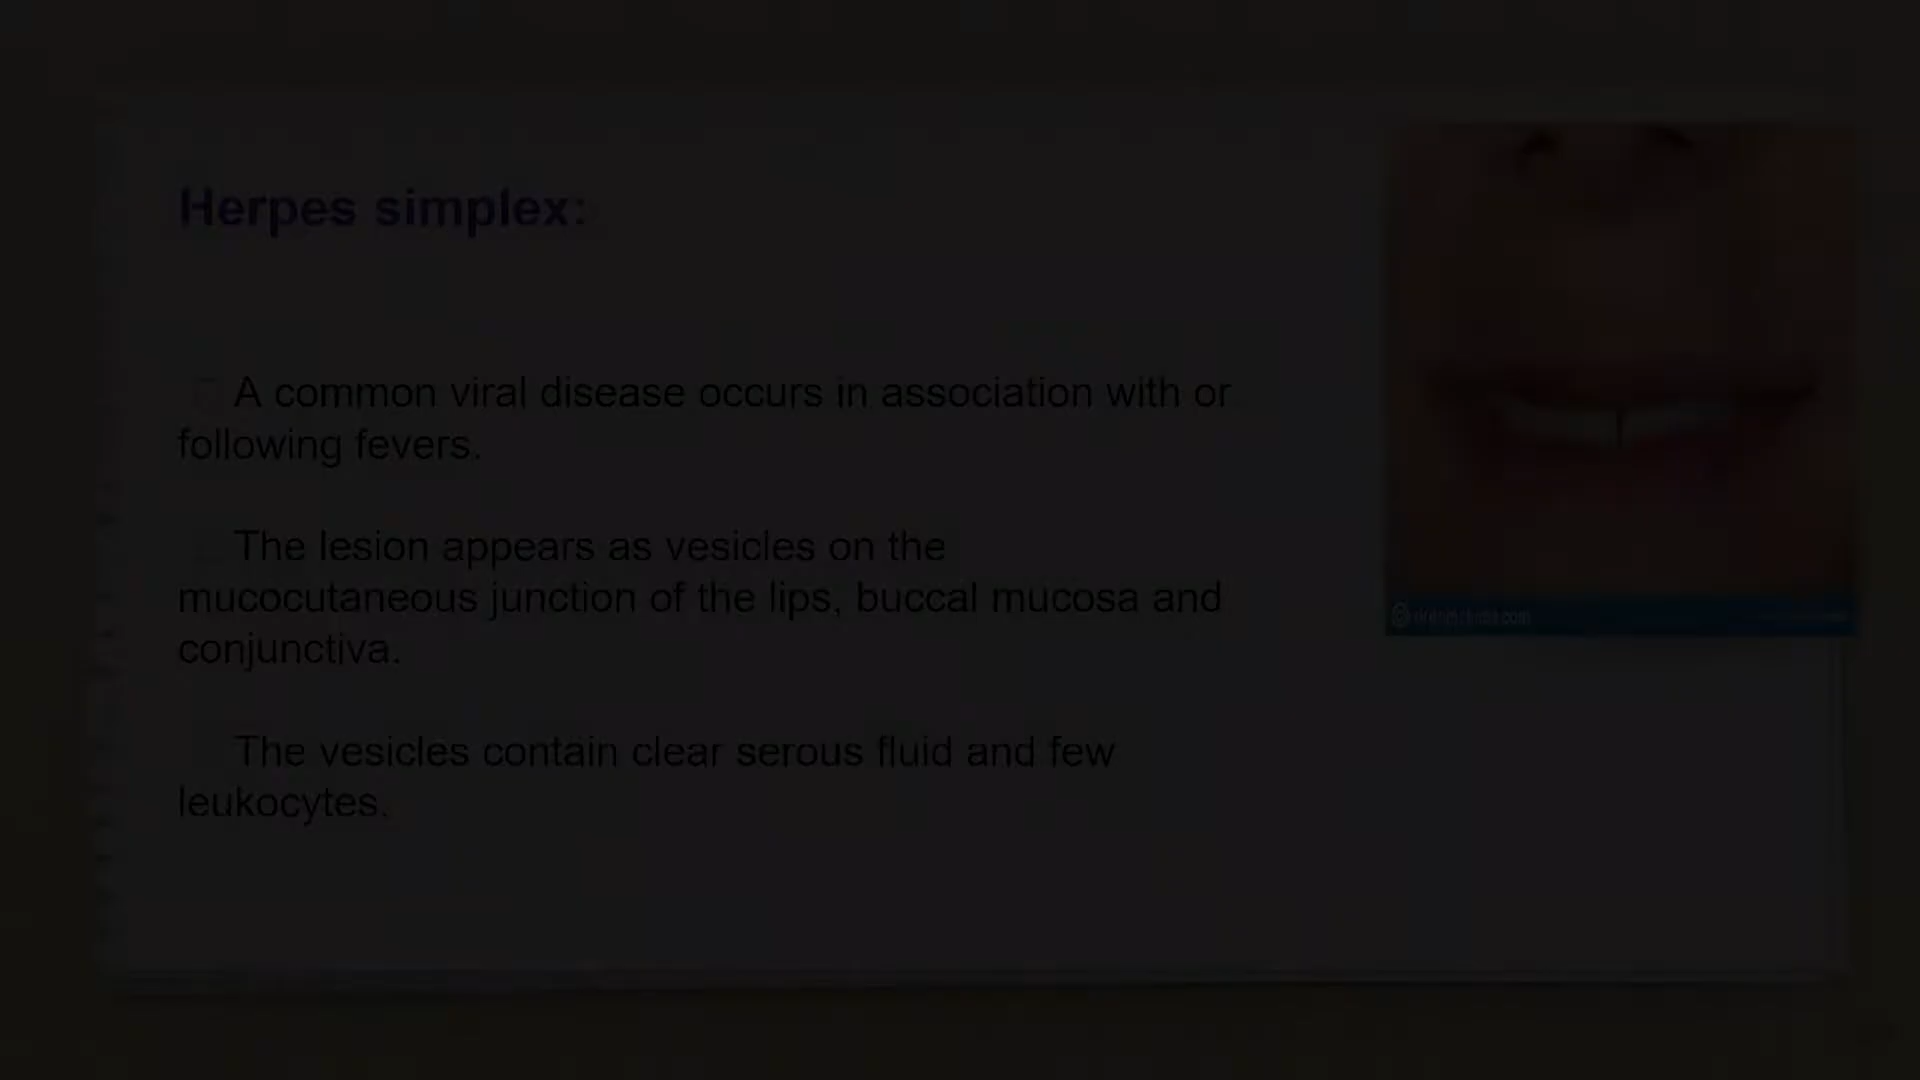 Herpes simplex:
A common viral disease occurs in association with or
following fevers.
The lesion appears as vesicles on the
mucocutaneous junction of the lips, buccal mucosa and
conjunctiva.
The vesicles contain clear serous fluid and few
leukocytes.